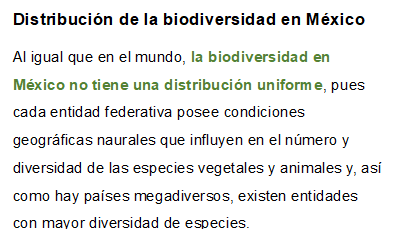 Distribución de la biodiversidad en México
Al igual que en el mundo, la biodiversidad en
México no tiene una distribución uniforme, pues
cada entidad federativa posee condiciones
geográficas naurales que influyen en el número y
diversidad de las especies vegetales y animales y, así
como hay países megadiversos, existen entidades
con mayor diversidad de especies.